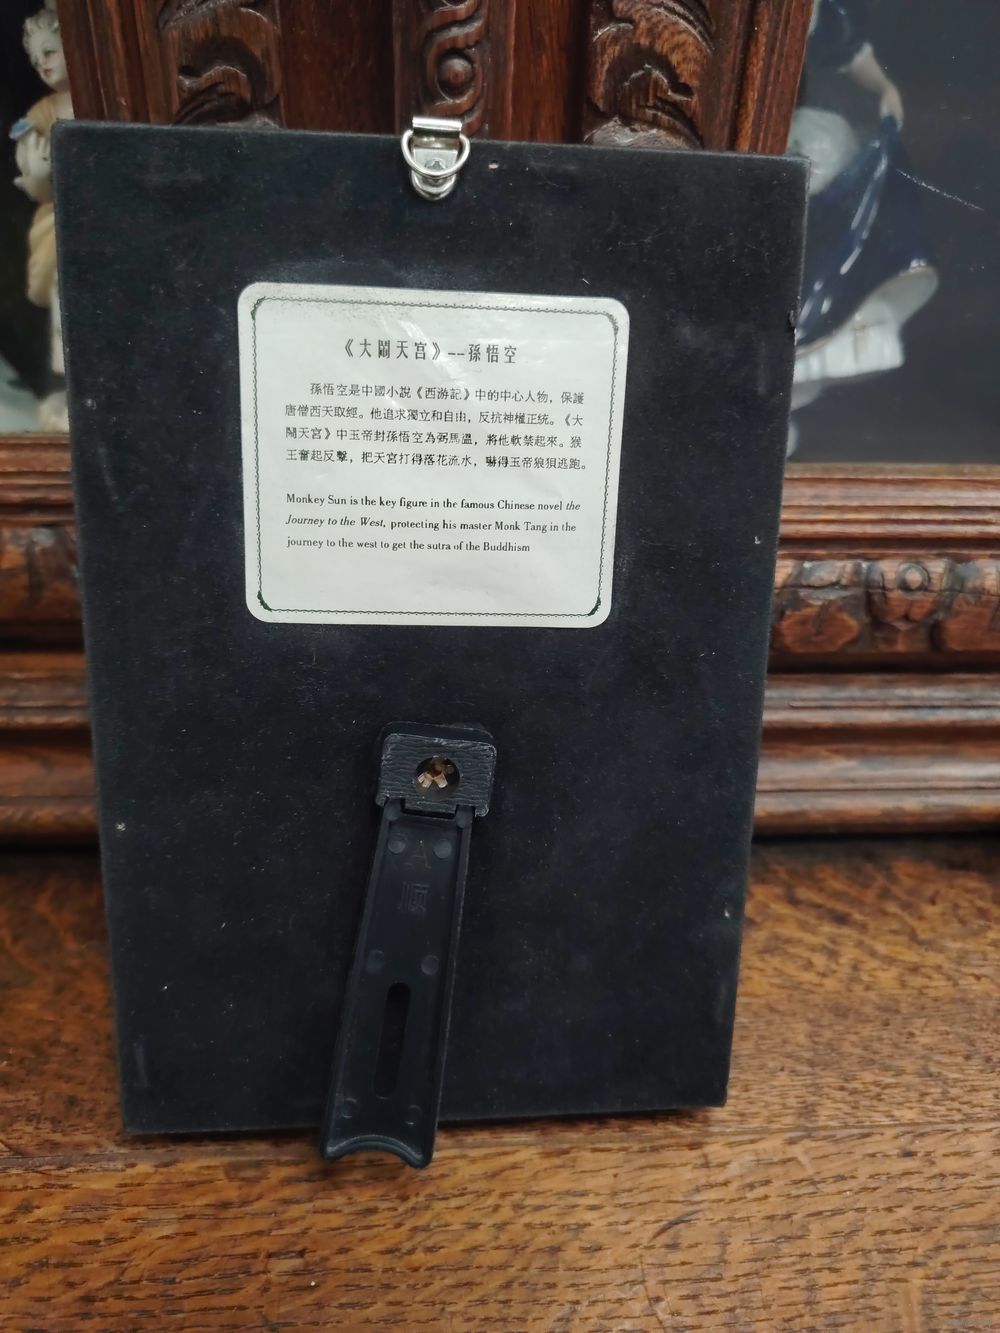 《大鬧天宮》--孫悟空
孫悟空是中國小說《西游記》中的中心人物，保護
唐僧西天取經。他追求獨立和自由，反抗神權正統。《大
鬧天宮》中玉帝封孫悟空為弼馬溫，將他軟禁起來。猴
王奮起反擊，把天宮打得落花流水，嚇得玉帝狼狽逃跑。
Monkey Sun is the key figure in the famous Chinese novel the
Journey to the West, protecting his master Monk Tang in the
journey to the west to get the sutra of the Buddhism
A
順